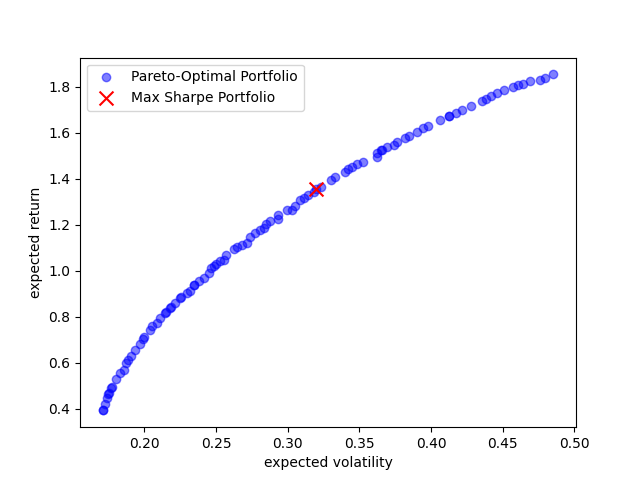 Pareto-Optimal Portfolio
Max Sharpe Portfolio
expected return
1.8
1.6
1.4
1.2
1.0
0.8
0.6
0.4
0.20 0.25 0.30 0.35 0.40 0.45 0.50
expected volatility